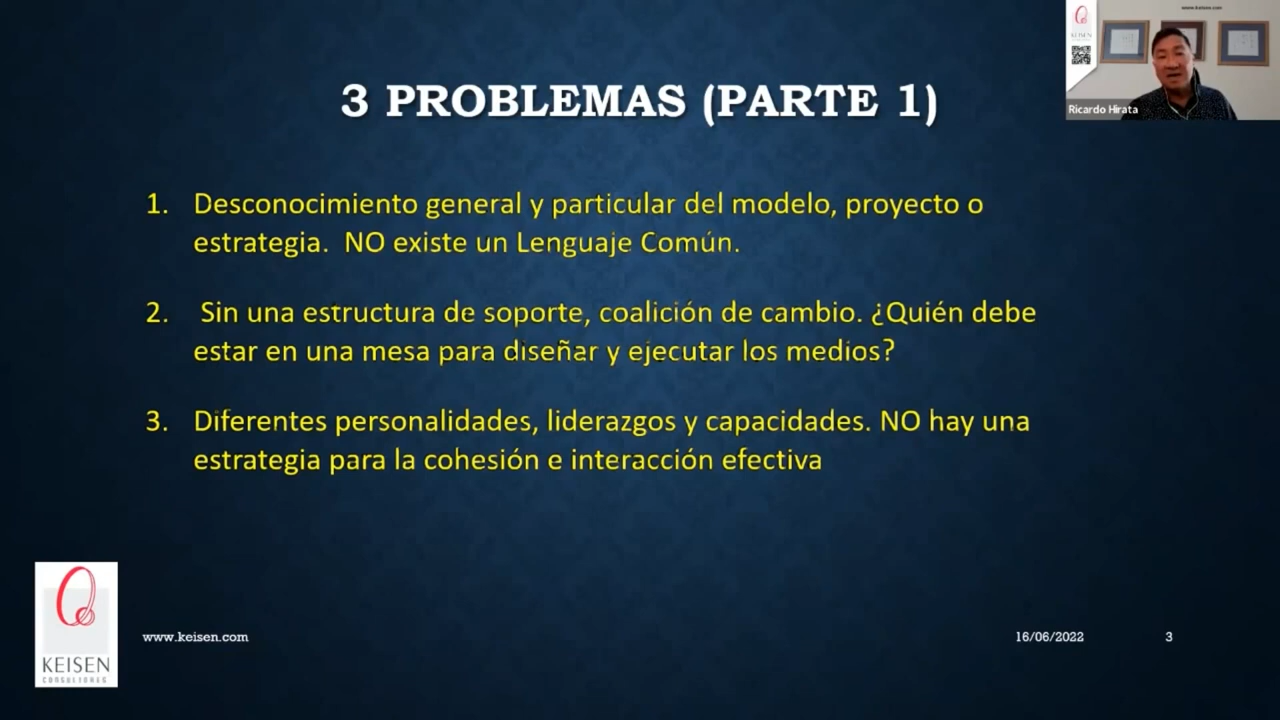 www.keisen.com
KEISEN
Ricardo Hirata
3 PROBLEMAS (PARTE 1)
1. Desconocimiento general y particular del modelo, proyecto o
estrategia. NO existe un Lenguaje Común.
2. Sin una estructura de soporte, coalición de cambio. ¿Quién debe
estar en una mesa para diseñar y ejecutar los medios?
3. Diferentes personalidades, liderazgos y capacidades. NO hay una
estrategia para la cohesión e interacción efectiva
KEISEN
CONSULTORES
www.keisen.com
16/06/2022
3